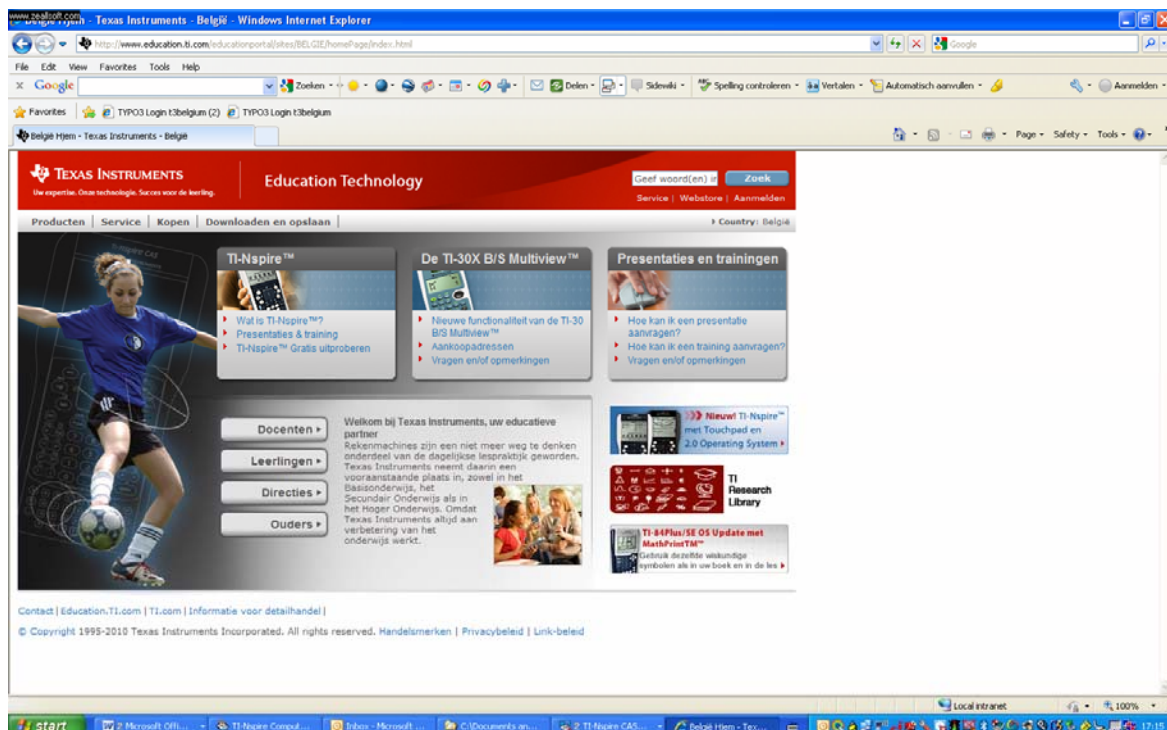 www.zealsoft.com
België Hjem - Texas Instruments - België - Windows Internet Explorer
http://www.education.ti.com/educationportal/sites/BELGIE/homePage/index.html
Google
File Edit View Favorites Tools Help
x Google Zoeken Delen Sidewiki Spelling controleren Vertalen Automatisch aanvullen Aanmelden
Favorites TYPO3 Login t3belgium (2) TYPO3 Login t3belgium
België Hjem - Texas Instruments - België
Page Safety Tools
TEXAS INSTRUMENTS
Uw expertise. Onze technologie. Succes voor de leerling.
Education Technology
Geef woord(en) ir Zoek
Service | Webstore | Aanmelden
Producten | Service | Kopen | Downloaden en opslaan |
Country: België
TI-Nspire™
Wat is TI-Nspire™?
Presentaties & training
TI-Nspire™ Gratis uitproberen
De TI-30X B/S Multiview™
Nieuwe functionaliteit van de TI-30
B/S Multiview™
Aankoopadressen
Vragen en/of opmerkingen
Presentaties en trainingen
Hoe kan ik een presentatie
aanvragen?
Hoe kan ik een training aanvragen?
Vragen en/of opmerkingen
Docenten
Leerlingen
Directies
Ouders
Welkom bij Texas Instruments, uw educatieve
partner
Rekenmachines zijn een niet meer weg te denken
onderdeel van de dagelijkse lespraktijk geworden.
Texas Instruments neemt daarin een
vooraanstaande plaats in, zowel in het
Basisonderwijs, het
Secundair Onderwijs als in
het Hoger Onderwijs. Omdat
Texas Instruments altijd aan
verbetering van het
onderwijs werkt.
Nieuw! TI-Nspire™
met Touchpad en
2.0 Operating System
TI
Research
Library
TI-84Plus/SE OS Update met
MathPrintTM™
Gebruik dezelfde wiskundige
symbolen als in uw boek en in de les
Contact | Education.TI.com | TI.com | Informatie voor detailhandel |
© Copyright 1995-2010 Texas Instruments Incorporated. All rights reserved. Handelsmerken | Privacybeleid | Link-beleid
Local intranet 100%
start 2 Microsoft Offi... TI-Nspire Comput... Inbox - Microsoft ... C:\Documents an... 2 TI-Nspire CAS... België Hjem - Tex... 17:15